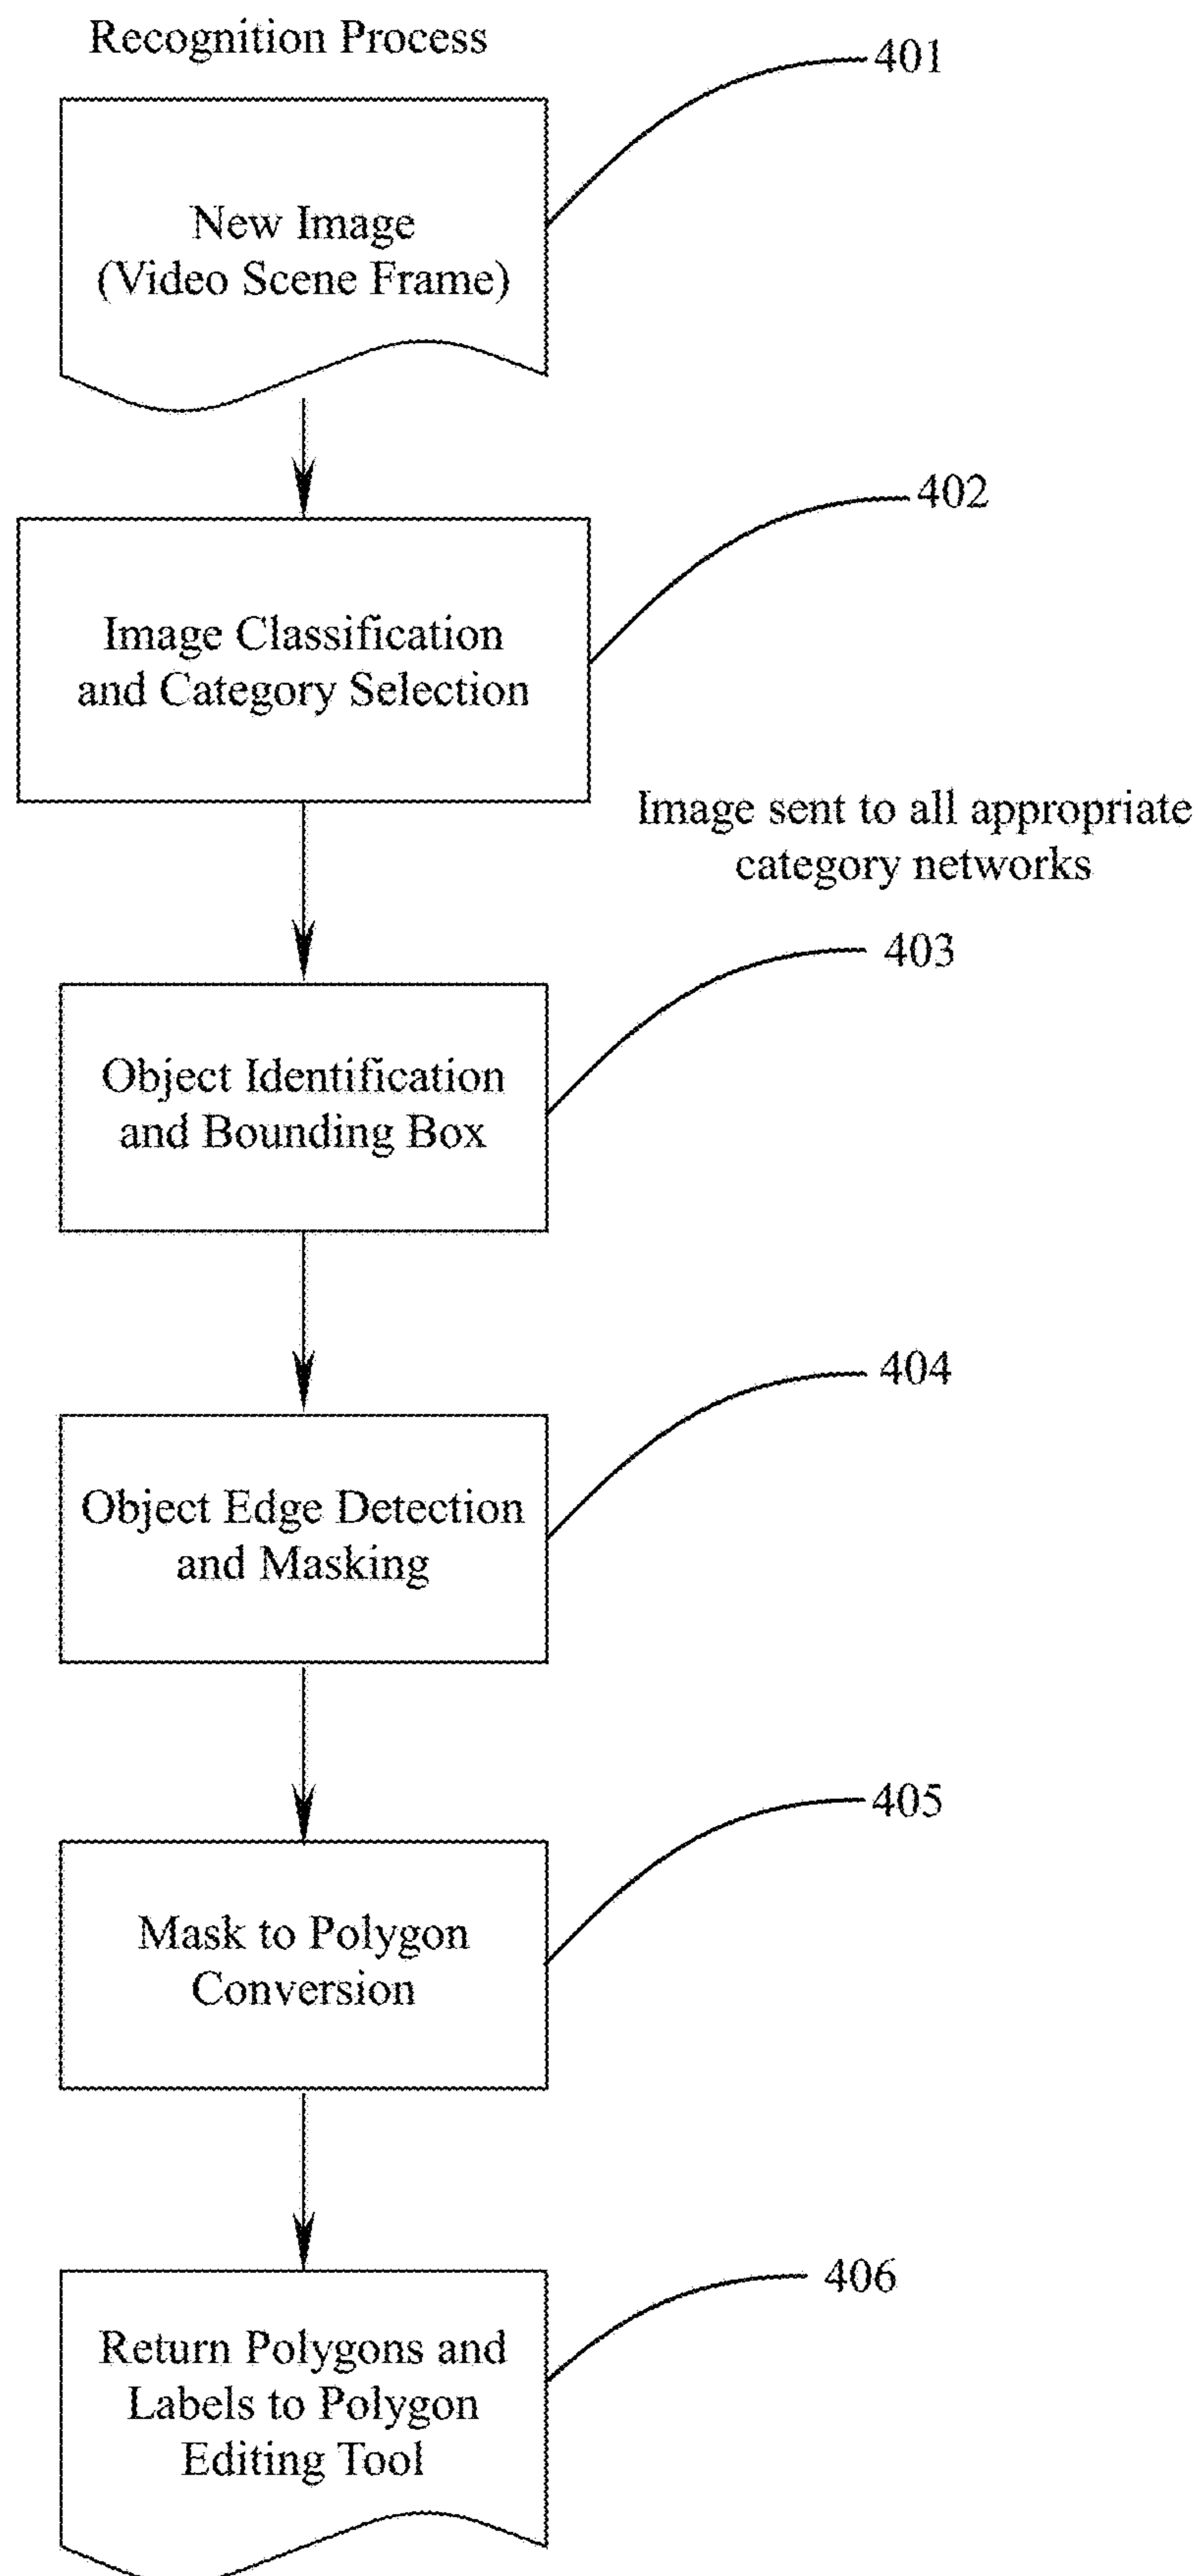 Recognition Process
401
New Image
(Video Scene Frame)
402
Image Classification
and Category Selection
Image sent to all appropriate
category networks
403
Object Identification
and Bounding Box
404
Object Edge Detection
and Masking
405
Mask to Polygon
Conversion
406
Return Polygons and
Labels to Polygon
Editing Tool